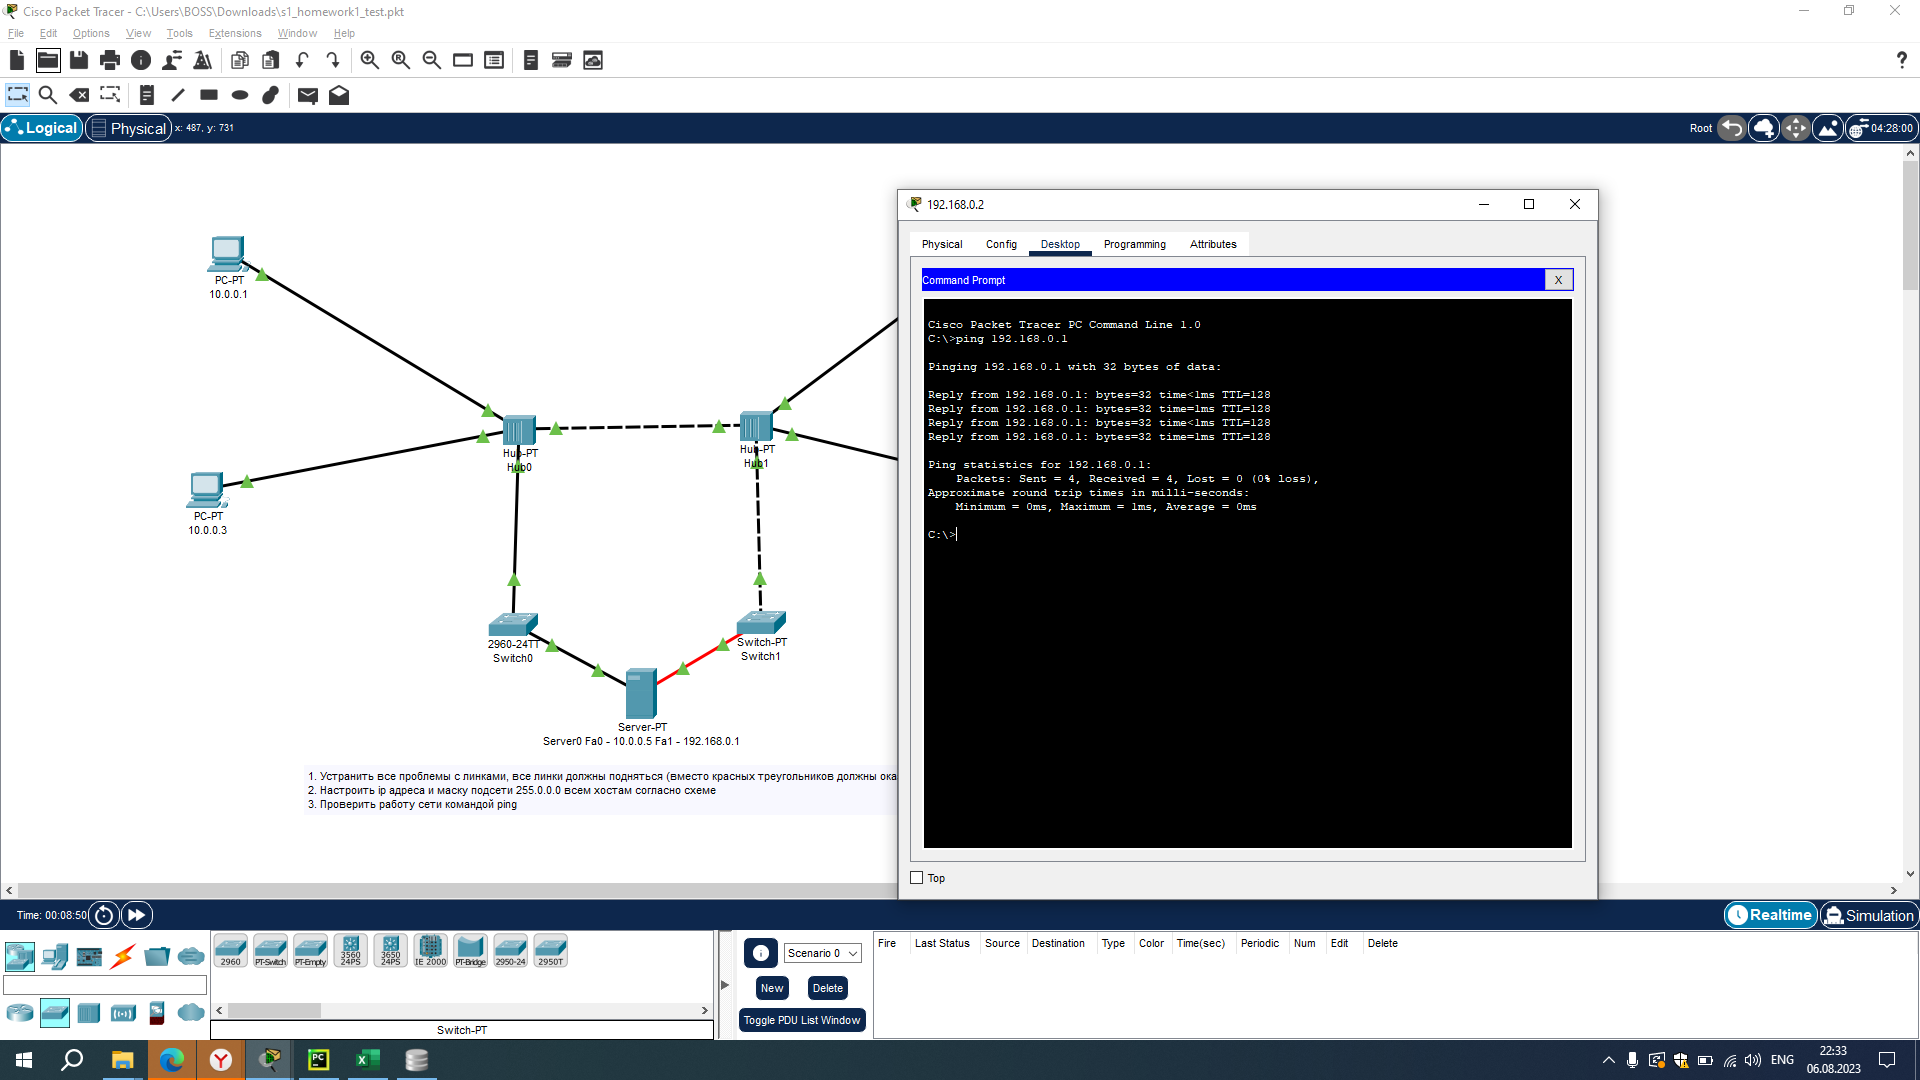 Cisco Packet Tracer - C:\Users\BOSS\Downloads\s1_homework1_test.pkt
File Edit Options View Tools Extensions Window Help
Logical Physical x: 487, y: 731 Root 04:28:00
PC-PT
10.0.0.1
PC-PT
10.0.0.3
Hub-PT
Hub0
Hub-PT
Hub1
2960-24TT
Switch0
Switch-PT
Switch1
Server-PT
Server0 Fa0 - 10.0.0.5 Fa1 - 192.168.0.1
1. Устранить все проблемы с линками, все линки должны подняться (вместо красных треугольников должны ока
2. Настроить ip адреса и маску подсети 255.0.0.0 всем хостам согласно схеме
3. Проверить работу сети командой ping
192.168.0.2
Physical Config Desktop Programming Attributes
Command Prompt X
Cisco Packet Tracer PC Command Line 1.0
C:\>ping 192.168.0.1
Pinging 192.168.0.1 with 32 bytes of data:
Reply from 192.168.0.1: bytes=32 time<1ms TTL=128
Reply from 192.168.0.1: bytes=32 time=1ms TTL=128
Reply from 192.168.0.1: bytes=32 time<1ms TTL=128
Reply from 192.168.0.1: bytes=32 time=1ms TTL=128
Ping statistics for 192.168.0.1:
Packets: Sent = 4, Received = 4, Lost = 0 (0% loss),
Approximate round trip times in milli-seconds:
Minimum = 0ms, Maximum = 1ms, Average = 0ms
C:\>
Top
Time: 00:08:50 Realtime Simulation
2960 PT-Switch PT-Empty 3560 24PS 3650 24PS IE 2000 PT-Bridge 2950-24 2950T
Switch-PT
Scenario 0
New Delete
Toggle PDU List Window
Fire Last Status Source Destination Type Color Time(sec) Periodic Num Edit Delete
ENG
22:33
06.08.2023